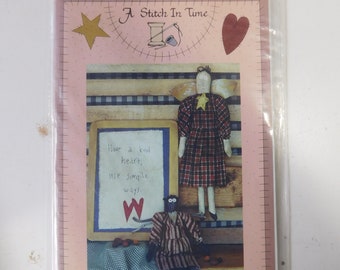 A Stitch In Time
Have a kind
heart,
and simple
ways